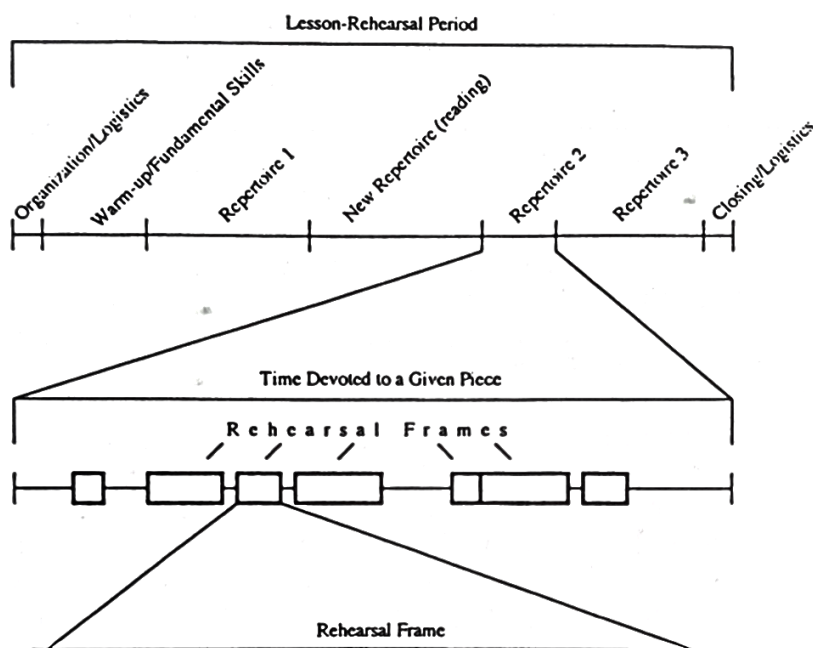 Lesson-Rehearsal Period
Organization/Logistics
Warm-up/Fundamental Skills
Repertoire 1
New Repertoire (reading)
Repertoire 2
Repertoire 3
Closing/Logistics
Time Devoted to a Given Piece
Rehearsal Frames
Rehearsal Frame